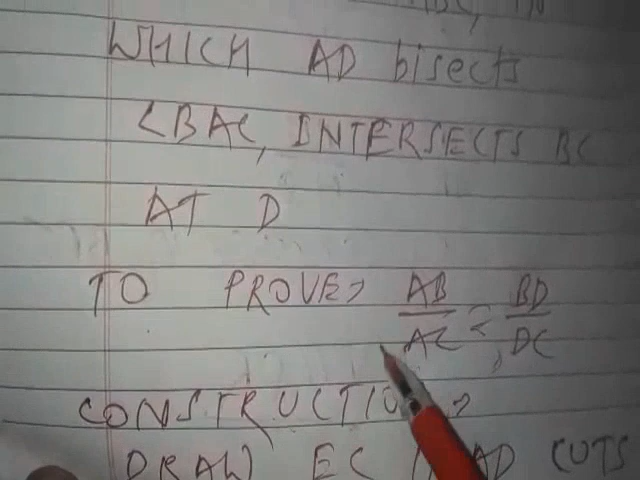 WHICH AD bisects
<BAC, INTERSECTS BC
AT D
TO PROVE> AB/AC = BD/DC
CONSTRUCTION>
DRAW EC || AD CUTS